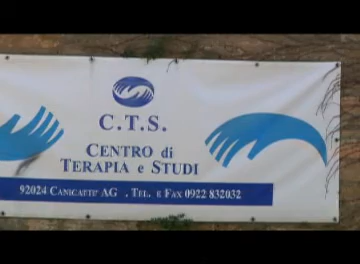 C.T.S.
CENTRO di
TERAPIA e STUDI
92024 CANICATTI' AG . TEL. E FAX 0922 832032